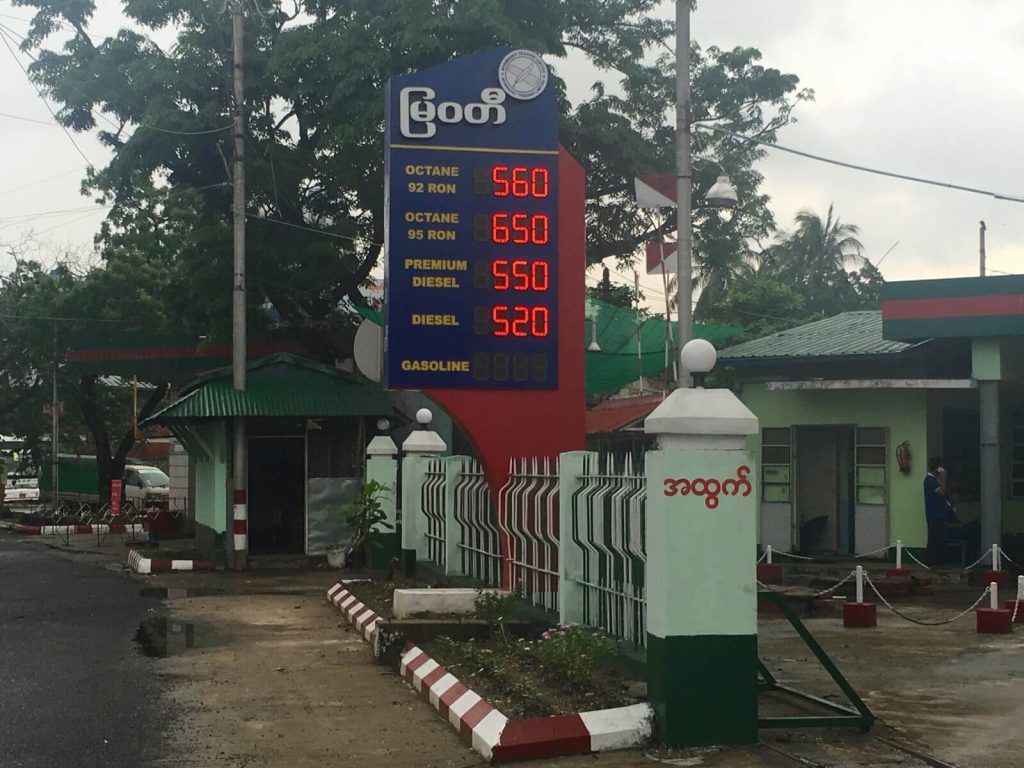 မြဝတီ
OCTANE
92 RON
560
OCTANE
95 RON
650
PREMIUM
DIESEL
550
DIESEL
520
GASOLINE
အထွက်